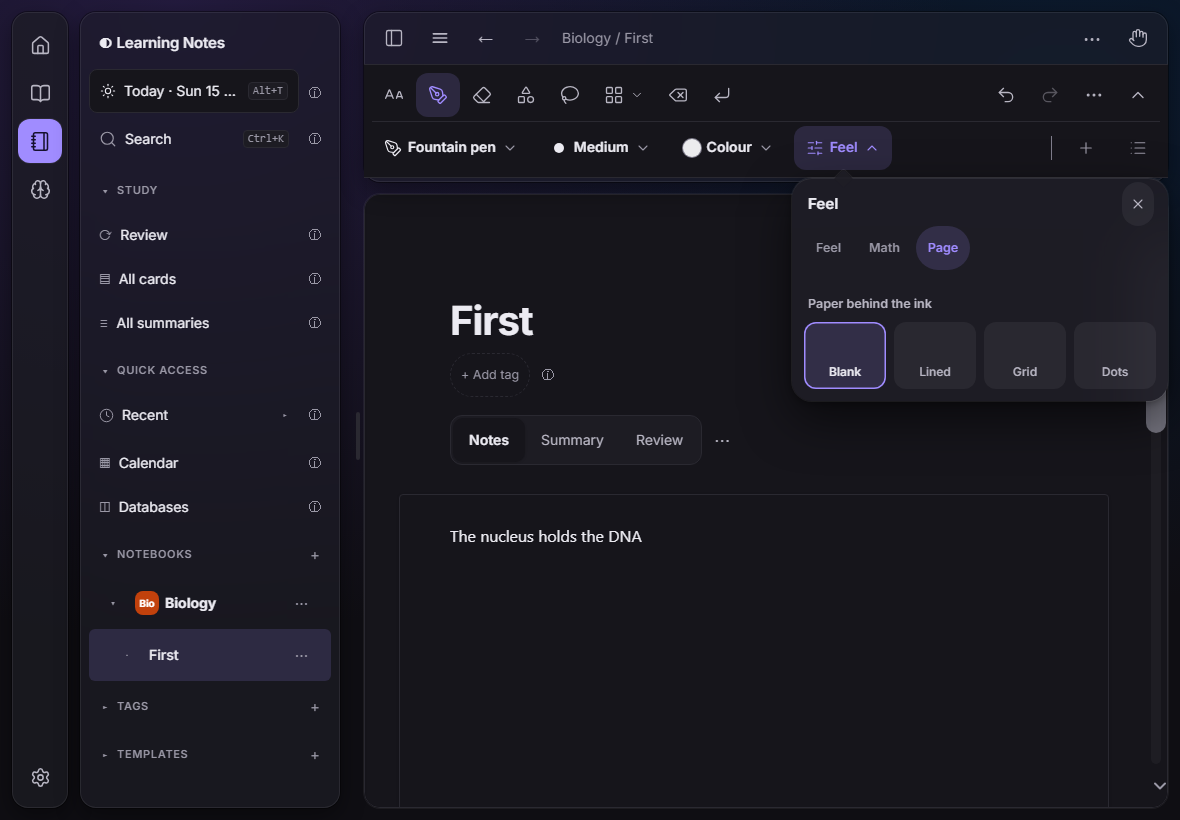 Learning Notes
Today · Sun 15 ... Alt+T
Search Ctrl+K
STUDY
Review
All cards
All summaries
QUICK ACCESS
Recent
Calendar
Databases
NOTEBOOKS
Bio Biology
First
TAGS
TEMPLATES
Biology / First
AA
Fountain pen Medium Colour Feel
Feel
Feel Math Page
Paper behind the ink
Blank Lined Grid Dots
First
+ Add tag
Notes Summary Review
The nucleus holds the DNA